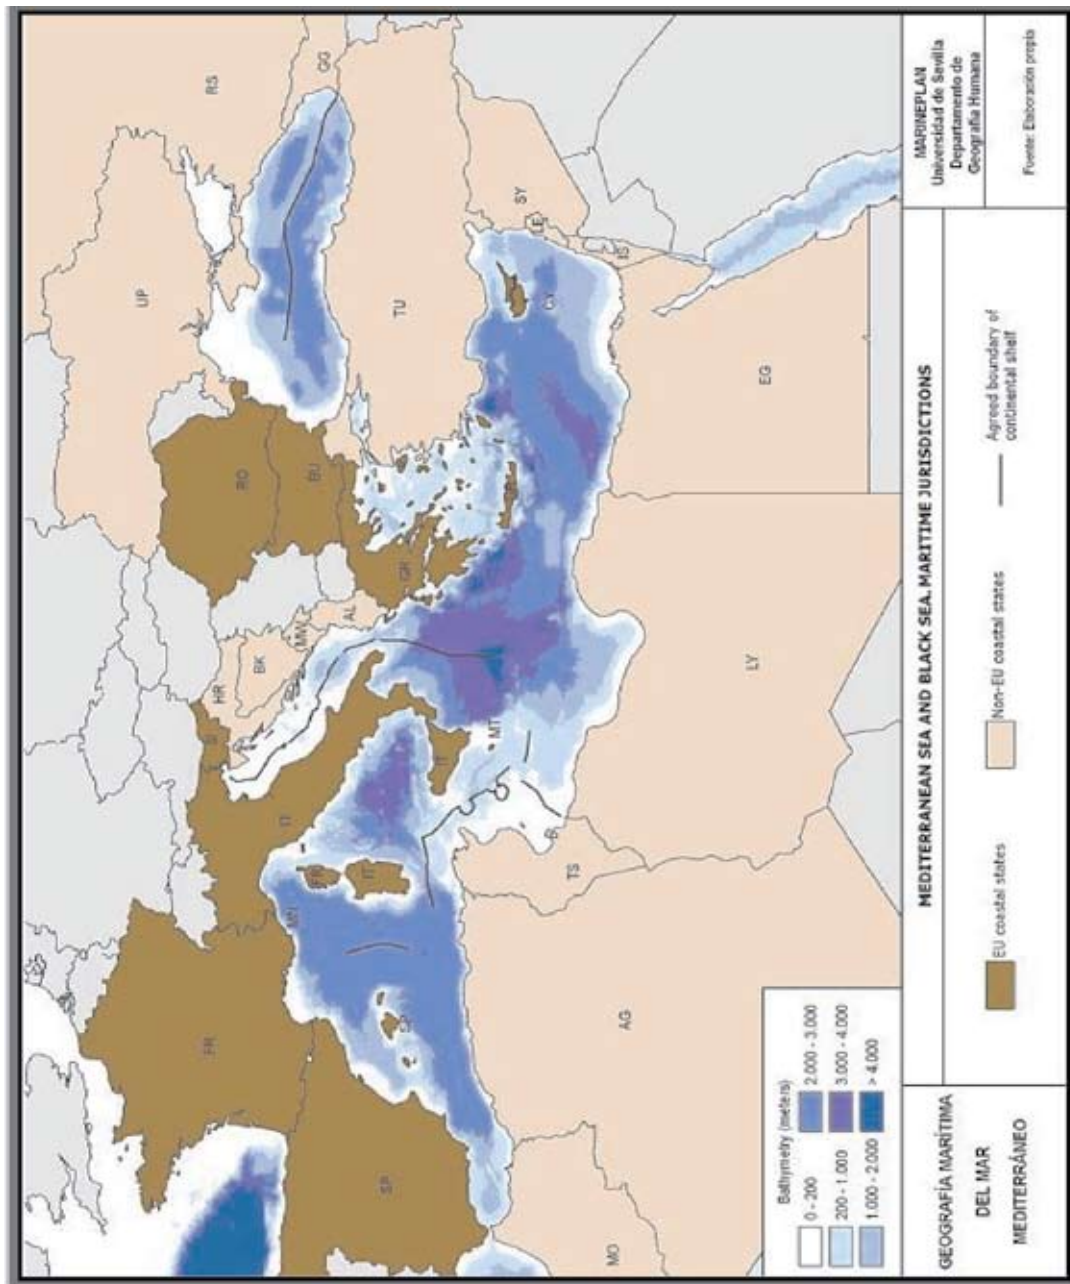 RS
GG
UP
TU
SY
LE
IS
CY
EG
RO
BU
GR
AL
MW
BK
HR
IT
FR
IT
IT
MT
LY
TS
MN
FR
SP
AG
MO
Bathymetry (meters)
0 - 200
200 - 1.000
1.000 - 2.000
2.000 - 3.000
3.000 - 4.000
> 4.000
GEOGRAFÍA MARÍTIMA
DEL MAR
MEDITERRÁNEO
MEDITERRANEAN SEA AND BLACK SEA. MARITIME JURISDICTIONS
EU coastal states
Non-EU coastal states
Agreed boundary of
continental shelf
MARINEPLAN
Universidad de Sevilla
Departamento de
Geografía Humana
Fuente: Elaboración propia